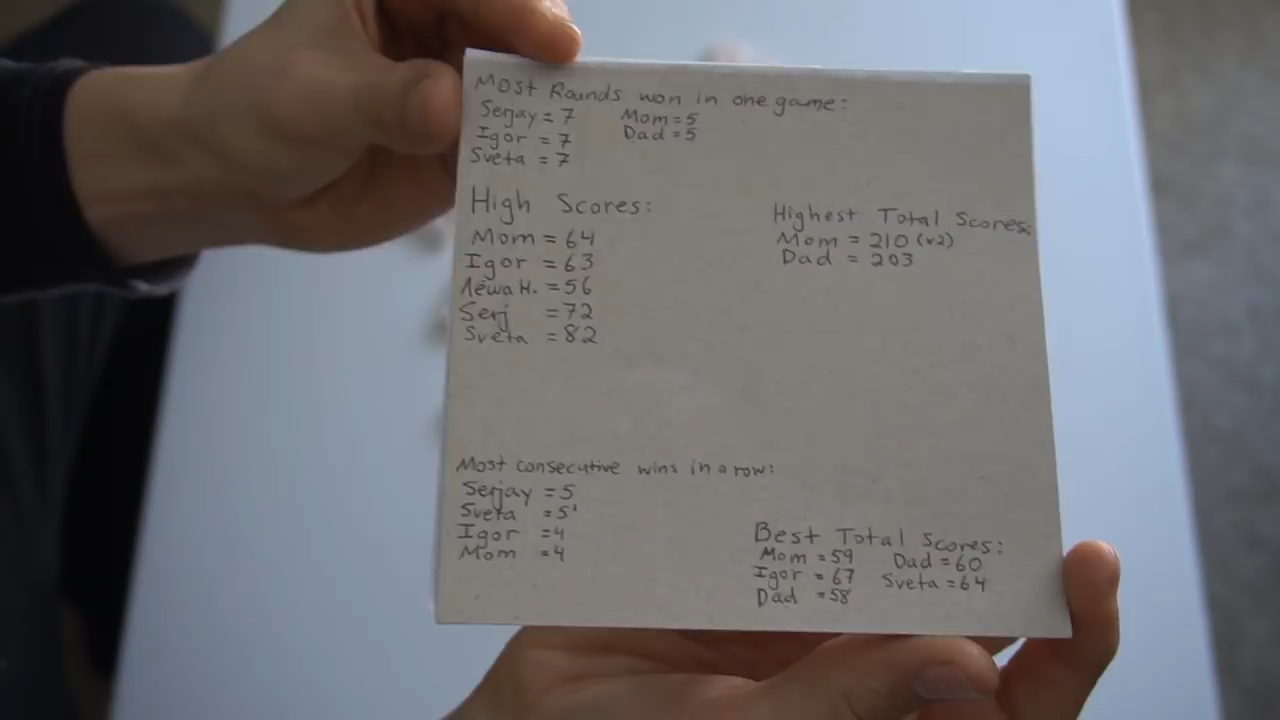 Most Rounds won in one game:
Serjay = 7
Igor = 7
Sveta = 7
Mom = 5
Dad = 5
High Scores:
Mom = 64
Igor = 63
Лёша Н. = 56
Serj = 72
Sveta = 82
Highest Total Scores:
Mom = 210 (x2)
Dad = 203
Most consecutive wins in a row:
Serjay = 5
Sveta = 5
Igor = 4
Mom = 4
Best Total Scores:
Mom = 59
Igor = 67
Dad = 58
Dad = 60
Sveta = 64